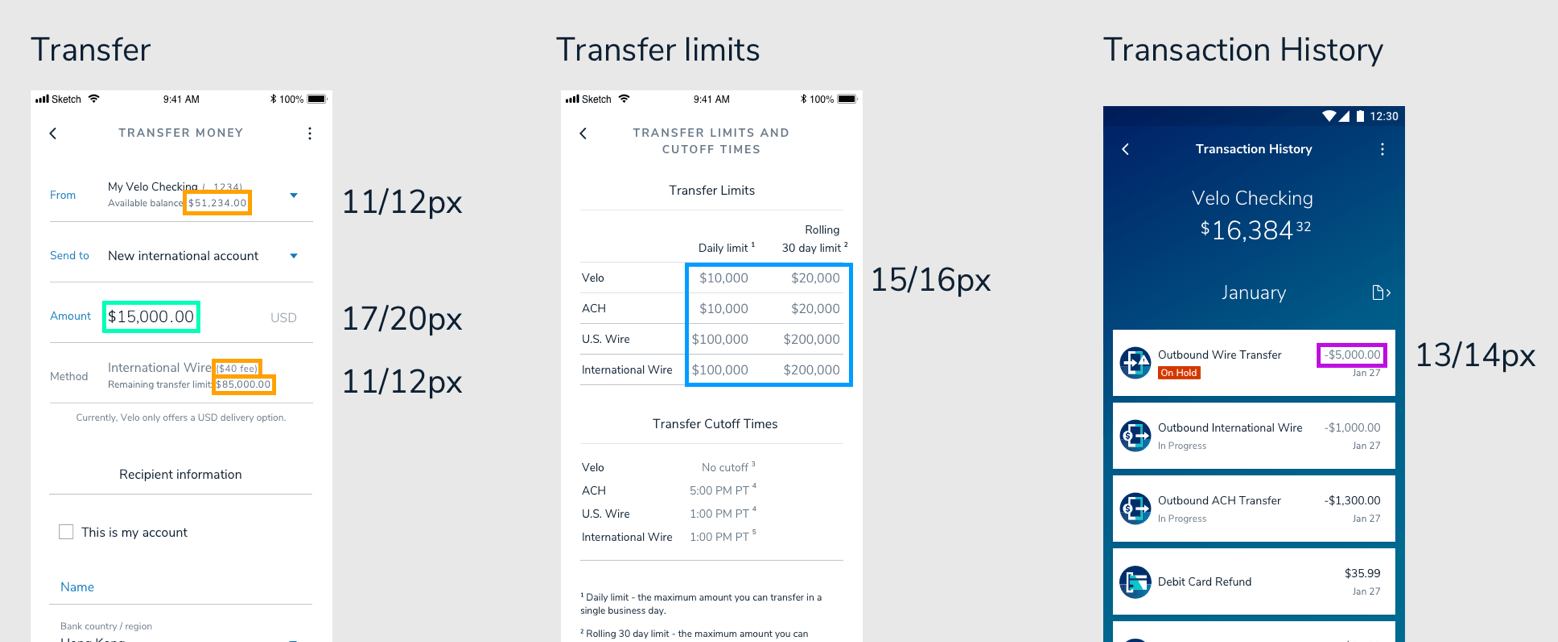 Transfer
Sketch 9:41 AM 100%
TRANSFER MONEY
From
My Velo Checking (...1234)
Available balance $51,234.00
11/12px
Send to New international account
Amount $15,000.00 USD
17/20px
Method
International Wire ($40 fee)
Remaining transfer limit $85,000.00
11/12px
Currently, Velo only offers a USD delivery option.
Recipient information
This is my account
Name
Bank country / region
Hong Kong
Transfer limits
Sketch 9:41 AM 100%
TRANSFER LIMITS AND
CUTOFF TIMES
Transfer Limits
Rolling
Daily limit ¹ 30 day limit ²
Velo $10,000 $20,000
15/16px
ACH $10,000 $20,000
U.S. Wire $100,000 $200,000
International Wire $100,000 $200,000
Transfer Cutoff Times
Velo No cutoff ³
ACH 5:00 PM PT ⁴
U.S. Wire 1:00 PM PT ⁴
International Wire 1:00 PM PT ⁵
¹ Daily limit - the maximum amount you can transfer in a
single business day.
² Rolling 30 day limit - the maximum amount you can
Transaction History
12:30
Transaction History
Velo Checking
$16,384 32
January
Outbound Wire Transfer -$5,000.00
On Hold Jan 27
13/14px
Outbound International Wire -$1,000.00
In Progress Jan 27
Outbound ACH Transfer -$1,300.00
In Progress Jan 27
Debit Card Refund $35.99
Jan 27